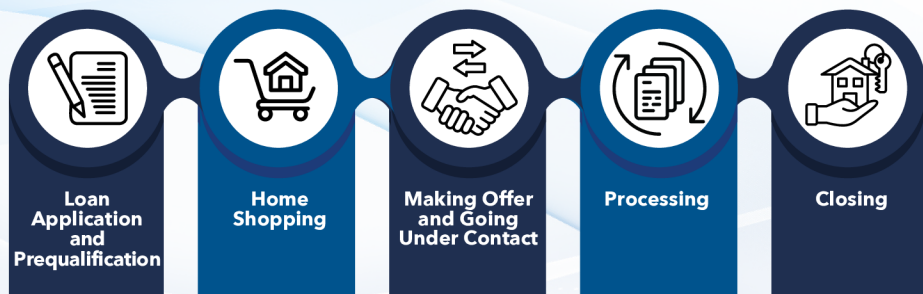 Loan
Application
and
Prequalification
Home
Shopping
Making Offer
and Going
Under Contact
Processing
Closing